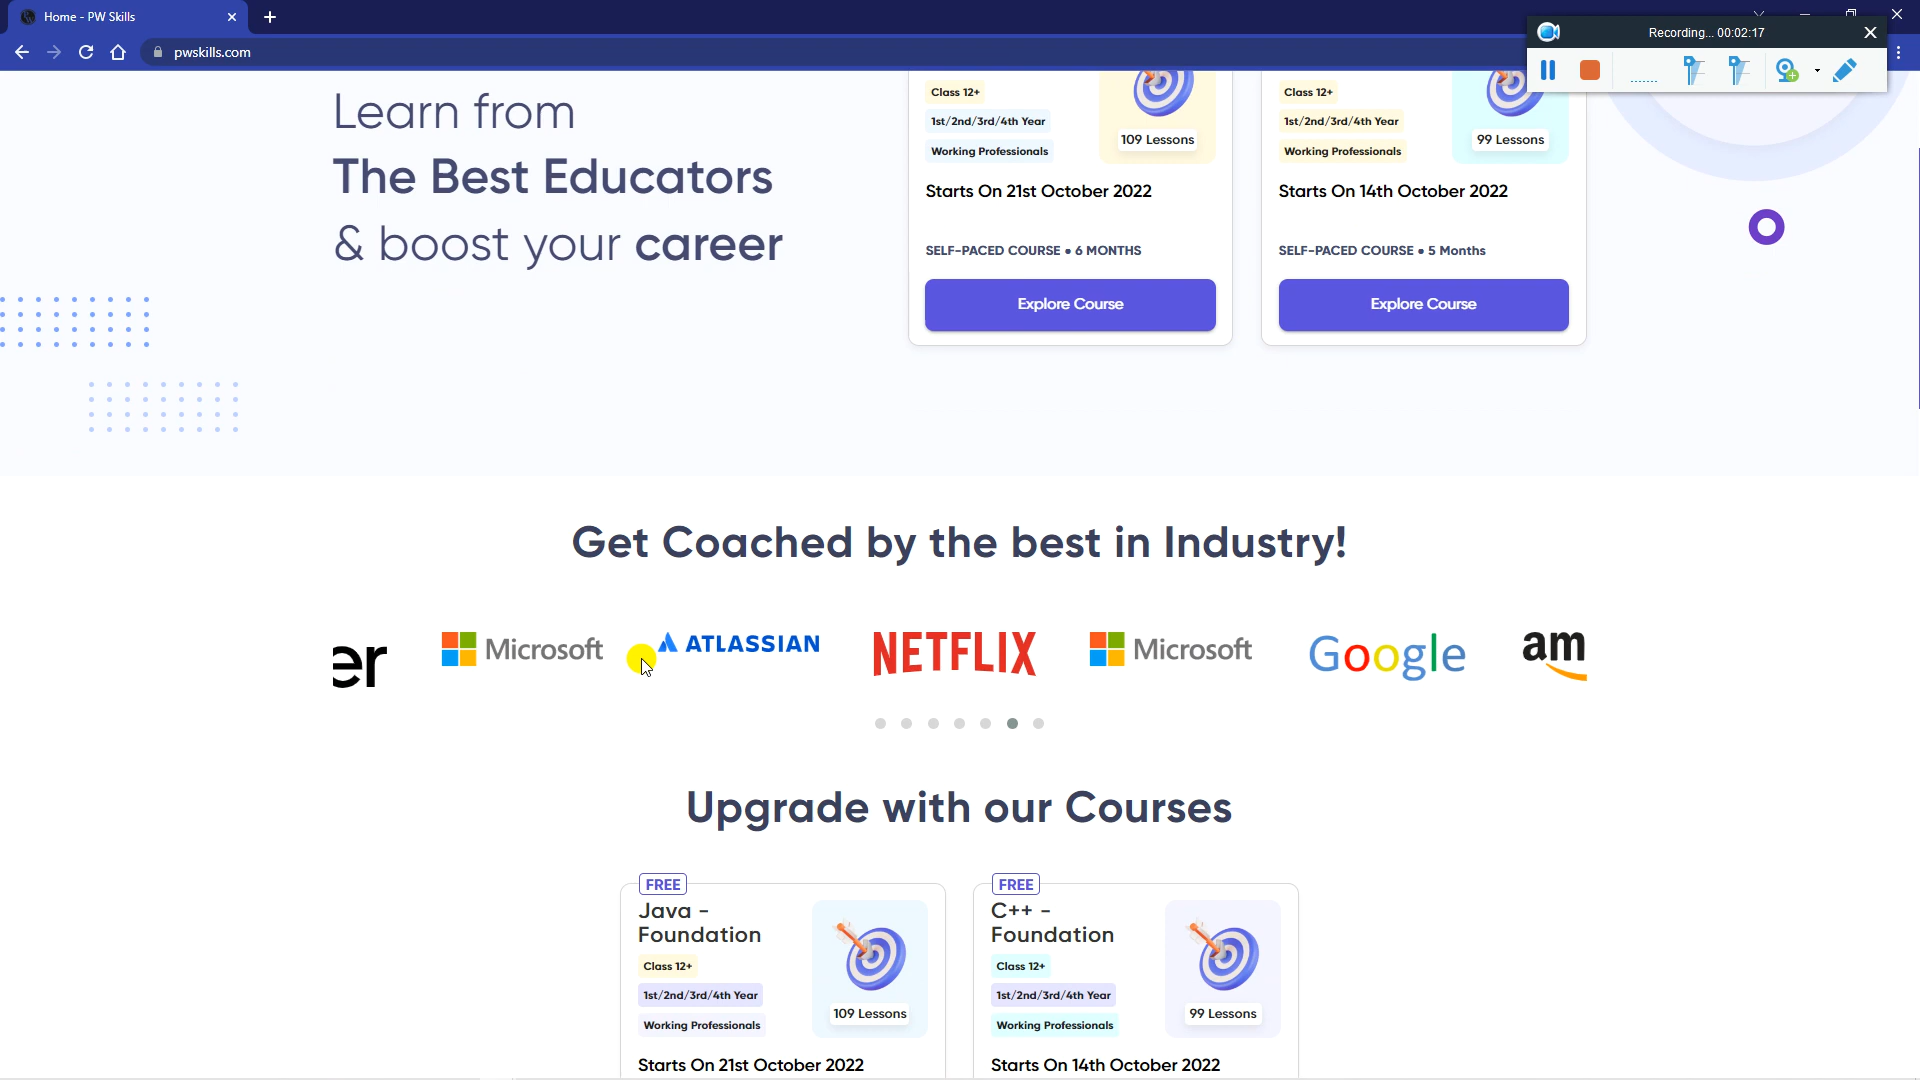 Home - PW Skills
pwskills.com
Recording... 00:02:17
Learn from
The Best Educators
& boost your career
Class 12+
1st/2nd/3rd/4th Year
Working Professionals
109 Lessons
Starts On 21st October 2022
SELF-PACED COURSE • 6 MONTHS
Explore Course
Class 12+
1st/2nd/3rd/4th Year
Working Professionals
99 Lessons
Starts On 14th October 2022
SELF-PACED COURSE • 5 Months
Explore Course
Get Coached by the best in Industry!
er
Microsoft
ATLASSIAN
NETFLIX
Microsoft
Google
am
Upgrade with our Courses
FREE
Java -
Foundation
Class 12+
1st/2nd/3rd/4th Year
Working Professionals
109 Lessons
Starts On 21st October 2022
FREE
C++ -
Foundation
Class 12+
1st/2nd/3rd/4th Year
Working Professionals
99 Lessons
Starts On 14th October 2022